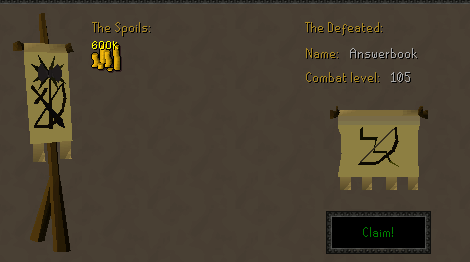 The Spoils:
600k
The Defeated:
Name: Answerbook
Combat level: 105
Claim!